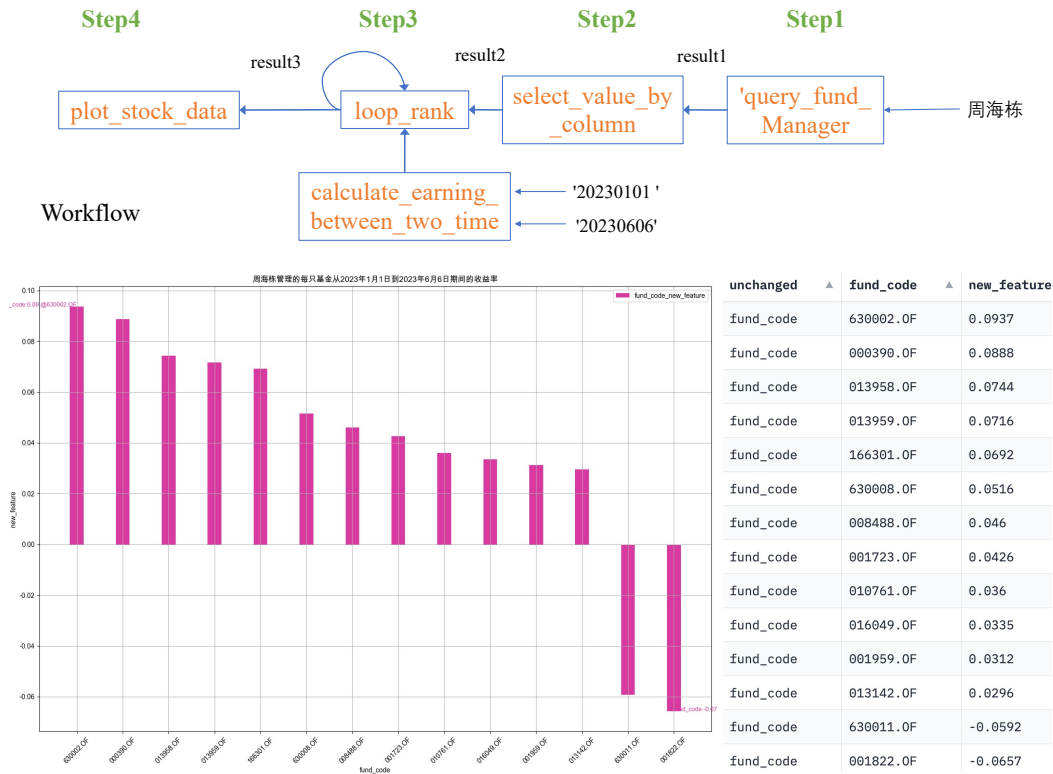 Step4
Step3
Step2
Step1
result3
result2
result1
plot_stock_data
loop_rank
select_value_by
_column
'query_fund_
Manager
周海栋
calculate_earning_
between_two_time
'20230101 '
'20230606'
Workflow
周海栋管理的每只基金从2023年1月1日到2023年6月6日期间的收益率
_code:0.09@630002.OF
fund_code_new_feature
0.10
0.08
0.06
0.04
0.02
0.00
-0.02
-0.04
-0.06
new_feature
d_code:-0.07
630002.OF
000390.OF
013958.OF
013959.OF
166301.OF
630008.OF
008488.OF
001723.OF
010761.OF
016049.OF
001959.OF
013142.OF
630011.OF
001822.OF
fund_code
unchanged ▲ fund_code ▲ new_feature
fund_code 630002.OF 0.0937
fund_code 000390.OF 0.0888
fund_code 013958.OF 0.0744
fund_code 013959.OF 0.0716
fund_code 166301.OF 0.0692
fund_code 630008.OF 0.0516
fund_code 008488.OF 0.046
fund_code 001723.OF 0.0426
fund_code 010761.OF 0.036
fund_code 016049.OF 0.0335
fund_code 001959.OF 0.0312
fund_code 013142.OF 0.0296
fund_code 630011.OF -0.0592
fund_code 001822.OF -0.0657